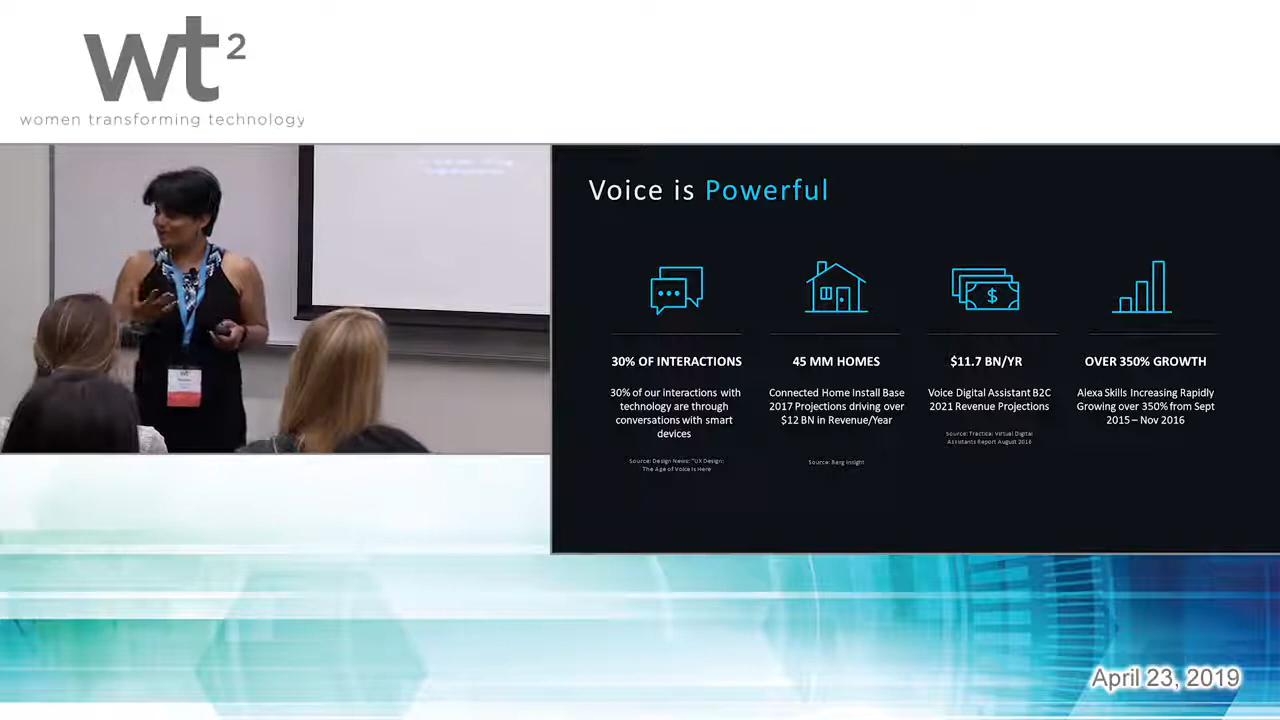 wt²
women transforming technology
Voice is Powerful
30% OF INTERACTIONS
30% of our interactions with
technology are through
conversations with smart
devices
Source: Design News: "UX Design:
The Age of Voice Is Here
45 MM HOMES
Connected Home Install Base
2017 Projections driving over
$12 BN in Revenue/Year
Source: Berg Insight
$11.7 BN/YR
Voice Digital Assistant B2C
2021 Revenue Projections
Source: Tractica: Virtual Digital
Assistants Report August 2016
OVER 350% GROWTH
Alexa Skills Increasing Rapidly
Growing over 350% from Sept
2015 – Nov 2016
April 23, 2019